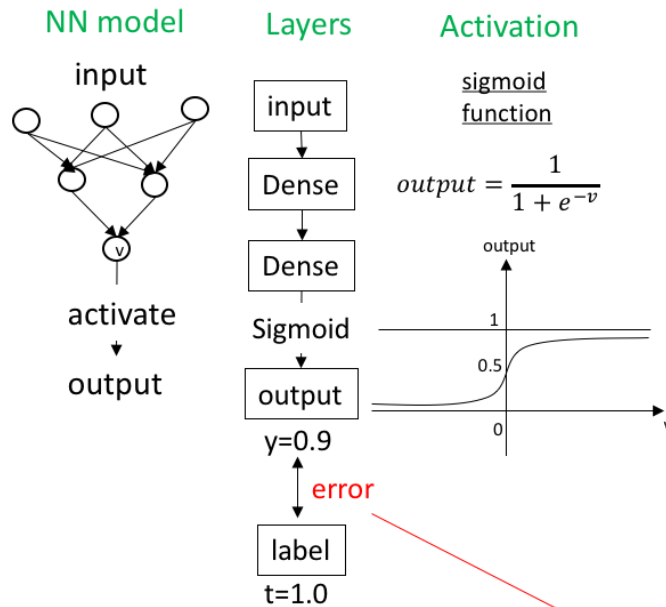 NN model
input
v
activate
output
Layers
input
Dense
Dense
Sigmoid
output
y=0.9
error
label
t=1.0
Activation
sigmoid
function
output = 1 / (1 + e^{-v})
output
1
0.5
0